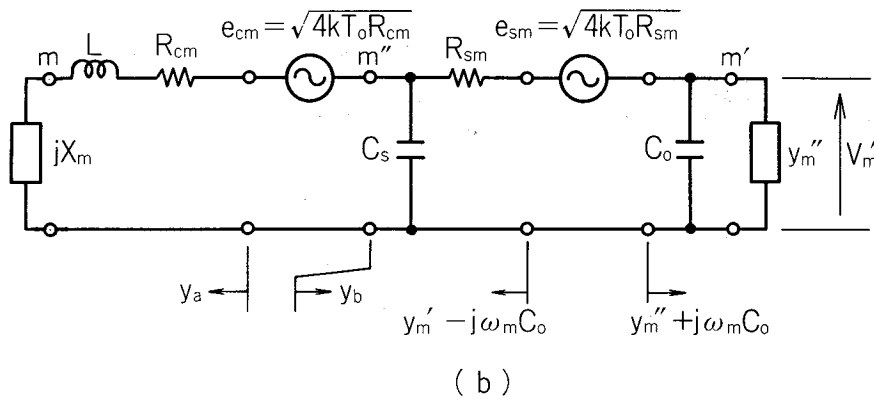 e_cm = √4kT_oR_cm
e_sm = √4kT_oR_sm
m
L
R_cm
m''
R_sm
m'
jX_m
C_s
C_o
y_m''
V_m'
y_a
y_b
y_m' − jω_mC_o
y_m'' + jω_mC_o
( b )